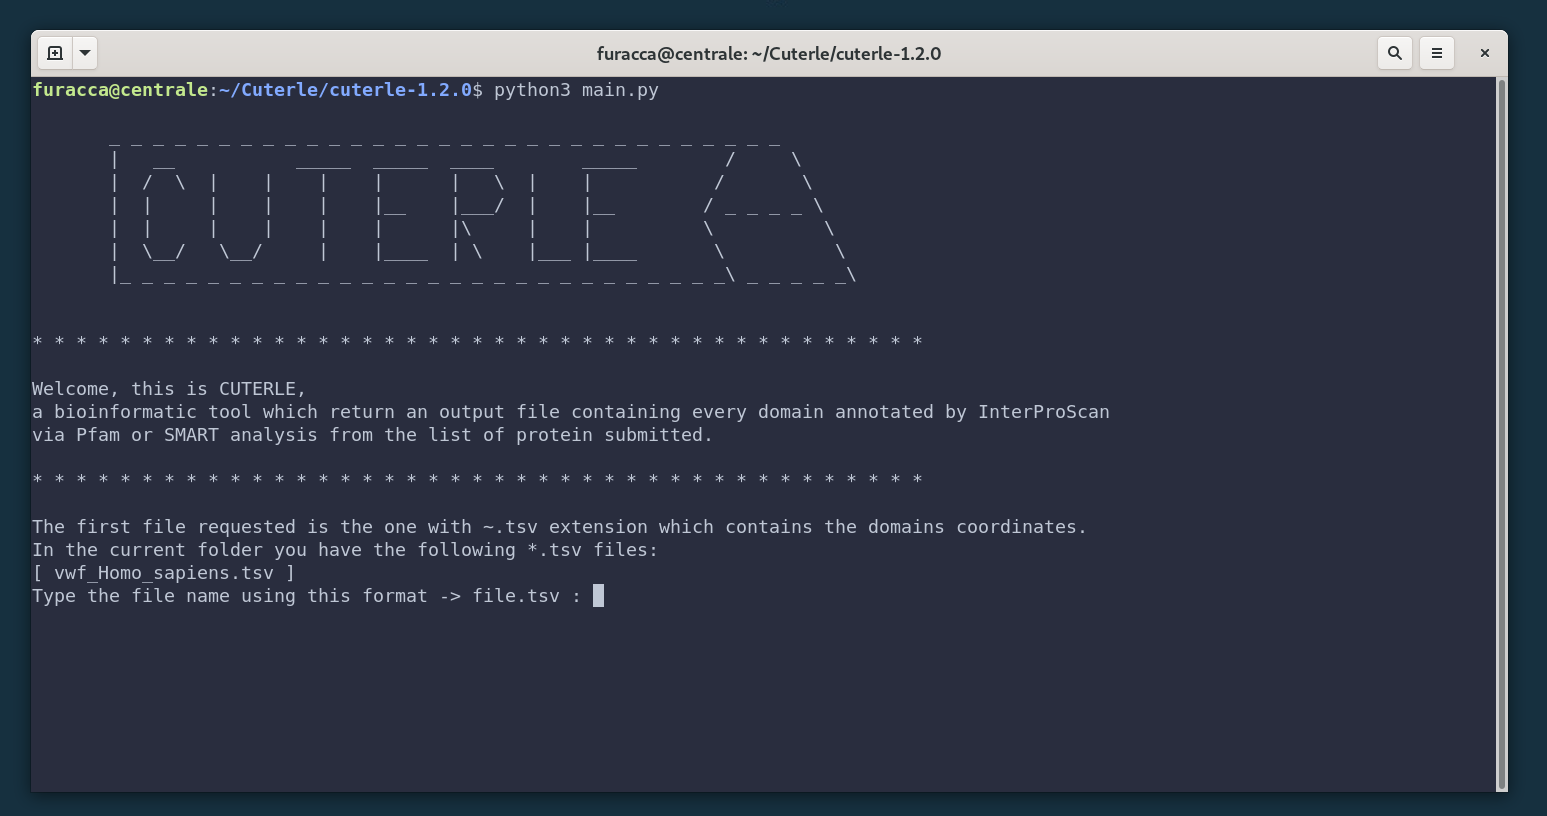 furacca@centrale: ~/Cuterle/cuterle-1.2.0
furacca@centrale:~/Cuterle/cuterle-1.2.0$ python3 main.py
CUTERLE
* * * * * * * * * * * * * * * * * * * * * * * * * * * * * * * * * * * * * * * * *
Welcome, this is CUTERLE,
a bioinformatic tool which return an output file containing every domain annotated by InterProScan
via Pfam or SMART analysis from the list of protein submitted.
* * * * * * * * * * * * * * * * * * * * * * * * * * * * * * * * * * * * * * * * *
The first file requested is the one with ~.tsv extension which contains the domains coordinates.
In the current folder you have the following *.tsv files:
[ vwf_Homo_sapiens.tsv ]
Type the file name using this format -> file.tsv :